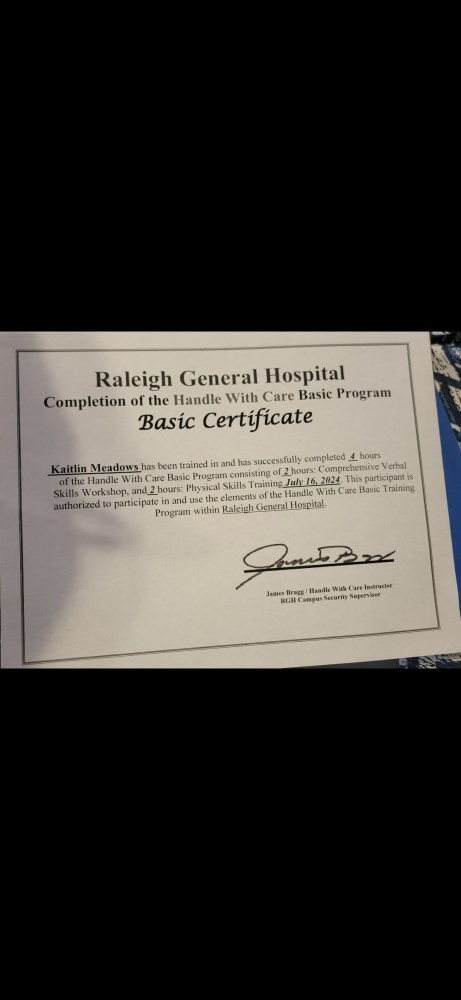 Raleigh General Hospital
Completion of the Handle With Care Basic Program
Basic Certificate
Kaitlin Meadows has been trained in and has successfully completed 4 hours
of the Handle With Care Basic Program consisting of 2 hours: Comprehensive Verbal
Skills Workshop, and 2 hours: Physical Skills Training July 16, 2024. This participant is
authorized to participate in and use the elements of the Handle With Care Basic Training
Program within Raleigh General Hospital.
James Bragg
James Bragg / Handle With Care Instructor
RGH Campus Security Supervisor